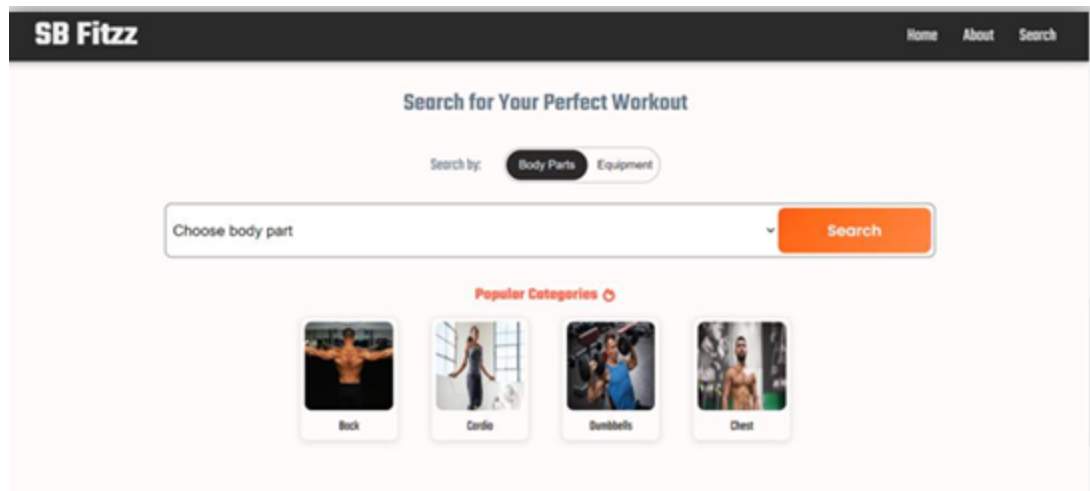 SB Fitzz
Home About Search
Search for Your Perfect Workout
Search by: Body Parts Equipment
Choose body part Search
Popular Categories
Back Cardio Dumbbells Chest